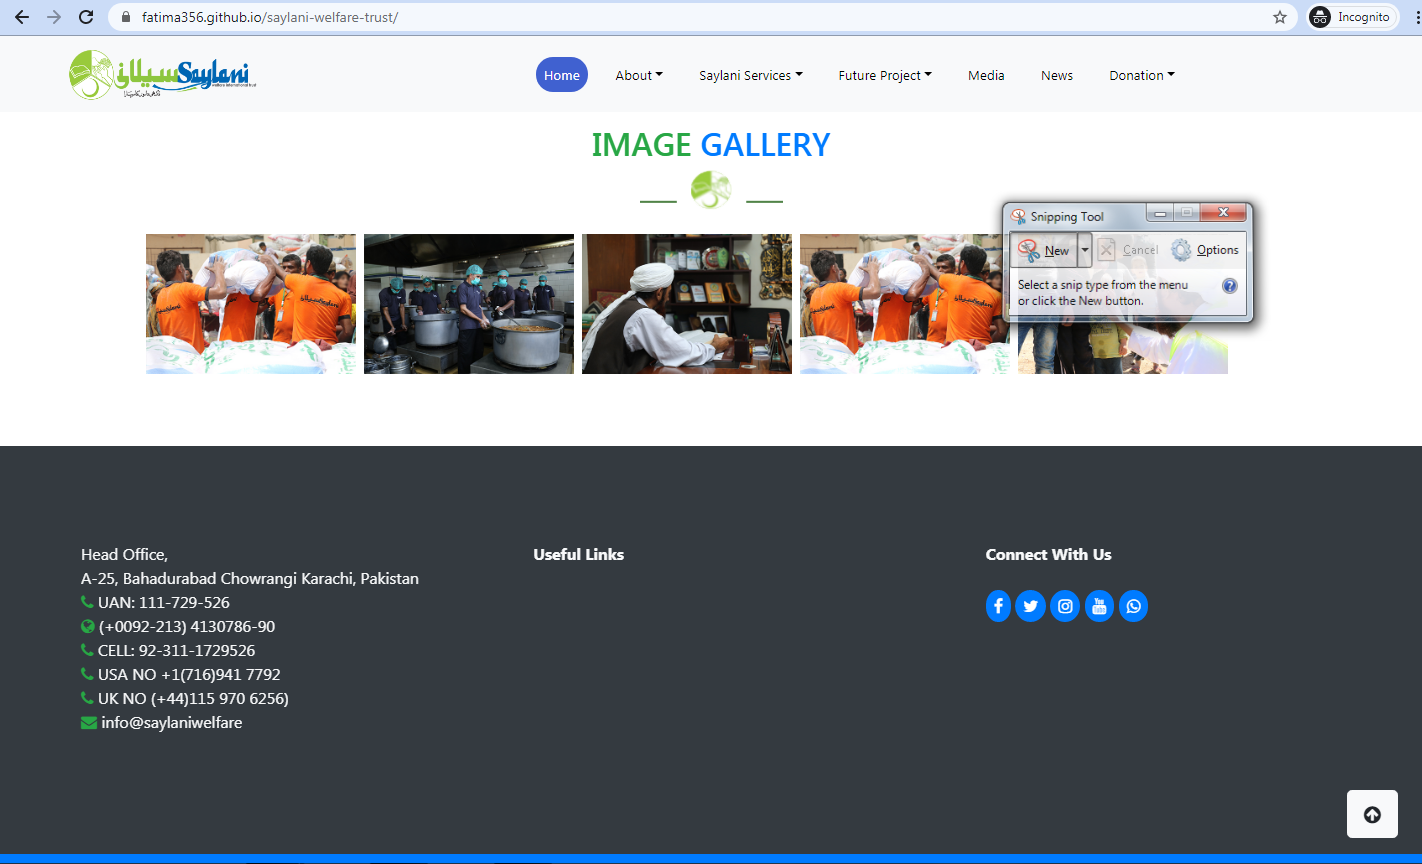 fatima356.github.io/saylani-welfare-trust/
Incognito
سیلانی Saylani
welfare international trust
Home
About
Saylani Services
Future Project
Media
News
Donation
IMAGE GALLERY
Snipping Tool
New
Cancel
Options
Select a snip type from the menu
or click the New button.
Head Office,
A-25, Bahadurabad Chowrangi Karachi, Pakistan
UAN: 111-729-526
(+0092-213) 4130786-90
CELL: 92-311-1729526
USA NO +1(716)941 7792
UK NO (+44)115 970 6256)
info@saylaniwelfare
Useful Links
Connect With Us